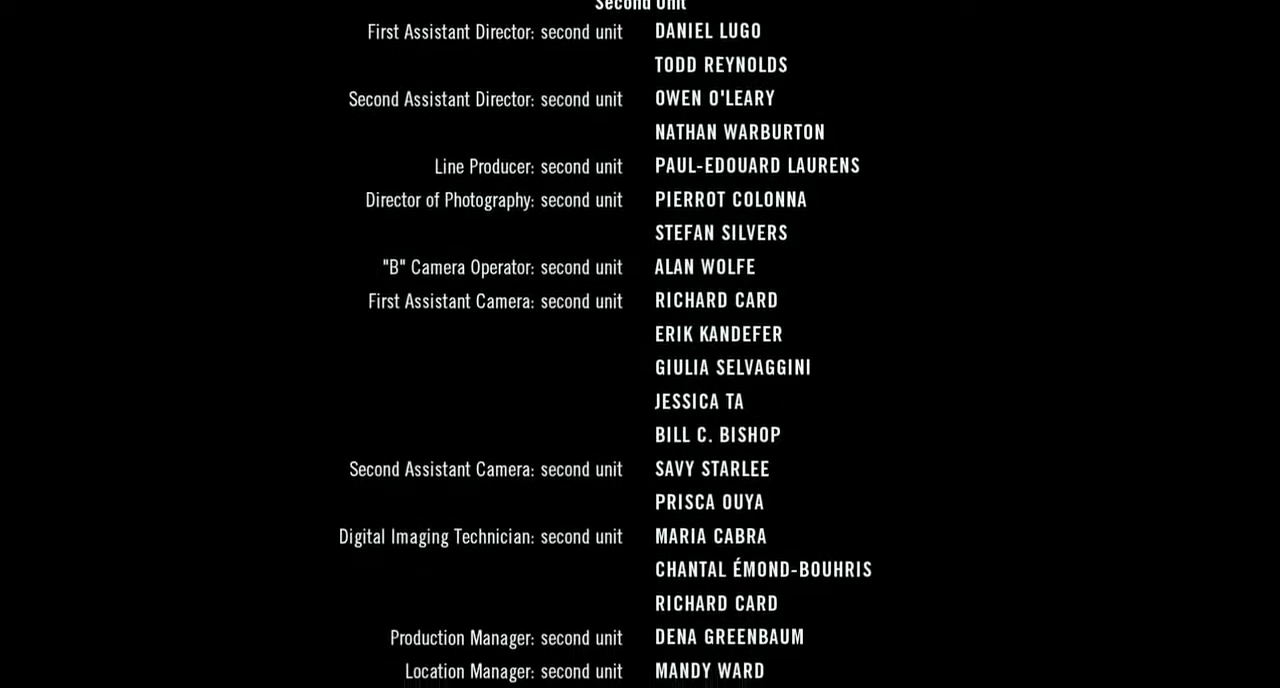 Second Unit
First Assistant Director: second unit DANIEL LUGO
TODD REYNOLDS
Second Assistant Director: second unit OWEN O'LEARY
NATHAN WARBURTON
Line Producer: second unit PAUL-EDOUARD LAURENS
Director of Photography: second unit PIERROT COLONNA
STEFAN SILVERS
"B" Camera Operator: second unit ALAN WOLFE
First Assistant Camera: second unit RICHARD CARD
ERIK KANDEFER
GIULIA SELVAGGINI
JESSICA TA
BILL C. BISHOP
Second Assistant Camera: second unit SAVY STARLEE
PRISCA OUYA
Digital Imaging Technician: second unit MARIA CABRA
CHANTAL ÉMOND-BOUHRIS
RICHARD CARD
Production Manager: second unit DENA GREENBAUM
Location Manager: second unit MANDY WARD